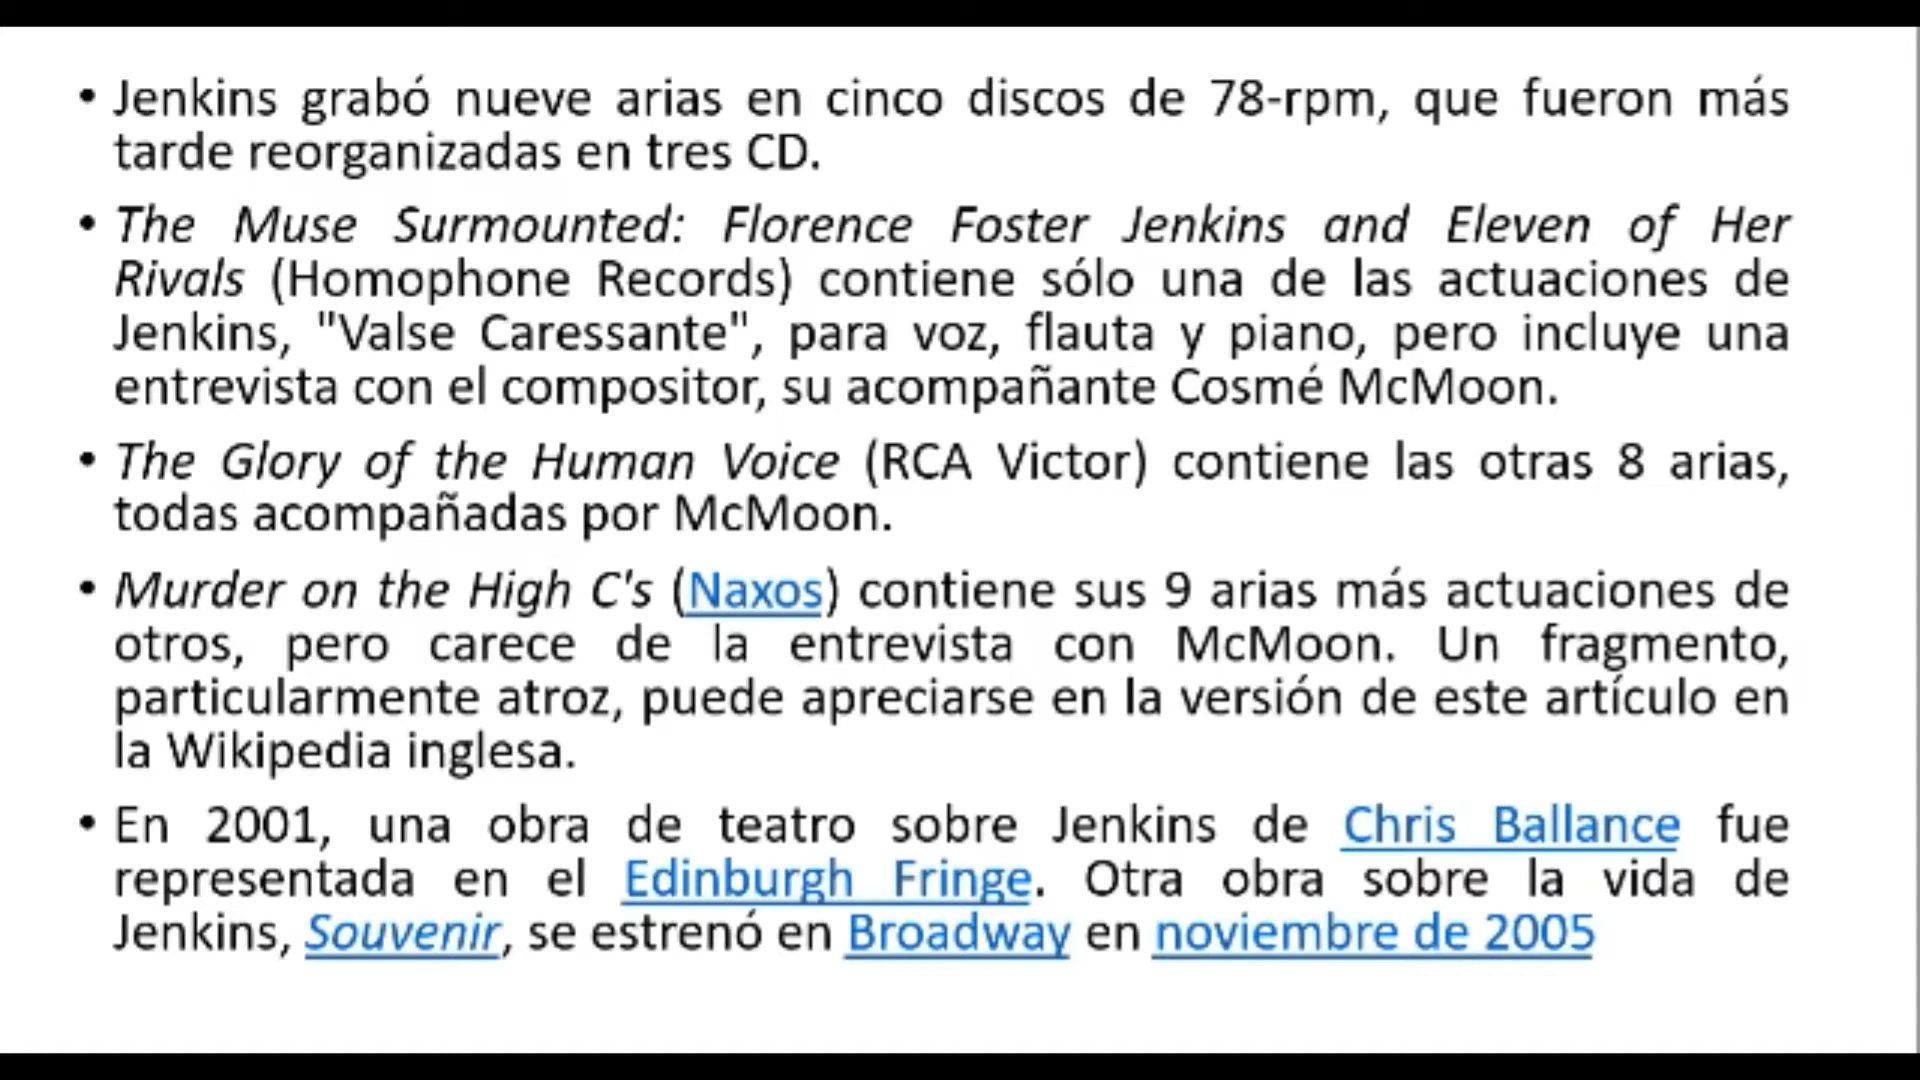 • Jenkins grabó nueve arias en cinco discos de 78-rpm, que fueron más
tarde reorganizadas en tres CD.
• The Muse Surmounted: Florence Foster Jenkins and Eleven of Her
Rivals (Homophone Records) contiene sólo una de las actuaciones de
Jenkins, "Valse Caressante", para voz, flauta y piano, pero incluye una
entrevista con el compositor, su acompañante Cosmé McMoon.
• The Glory of the Human Voice (RCA Victor) contiene las otras 8 arias,
todas acompañadas por McMoon.
• Murder on the High C's (Naxos) contiene sus 9 arias más actuaciones de
otros, pero carece de la entrevista con McMoon. Un fragmento,
particularmente atroz, puede apreciarse en la versión de este artículo en
la Wikipedia inglesa.
• En 2001, una obra de teatro sobre Jenkins de Chris Ballance fue
representada en el Edinburgh Fringe. Otra obra sobre la vida de
Jenkins, Souvenir, se estrenó en Broadway en noviembre de 2005